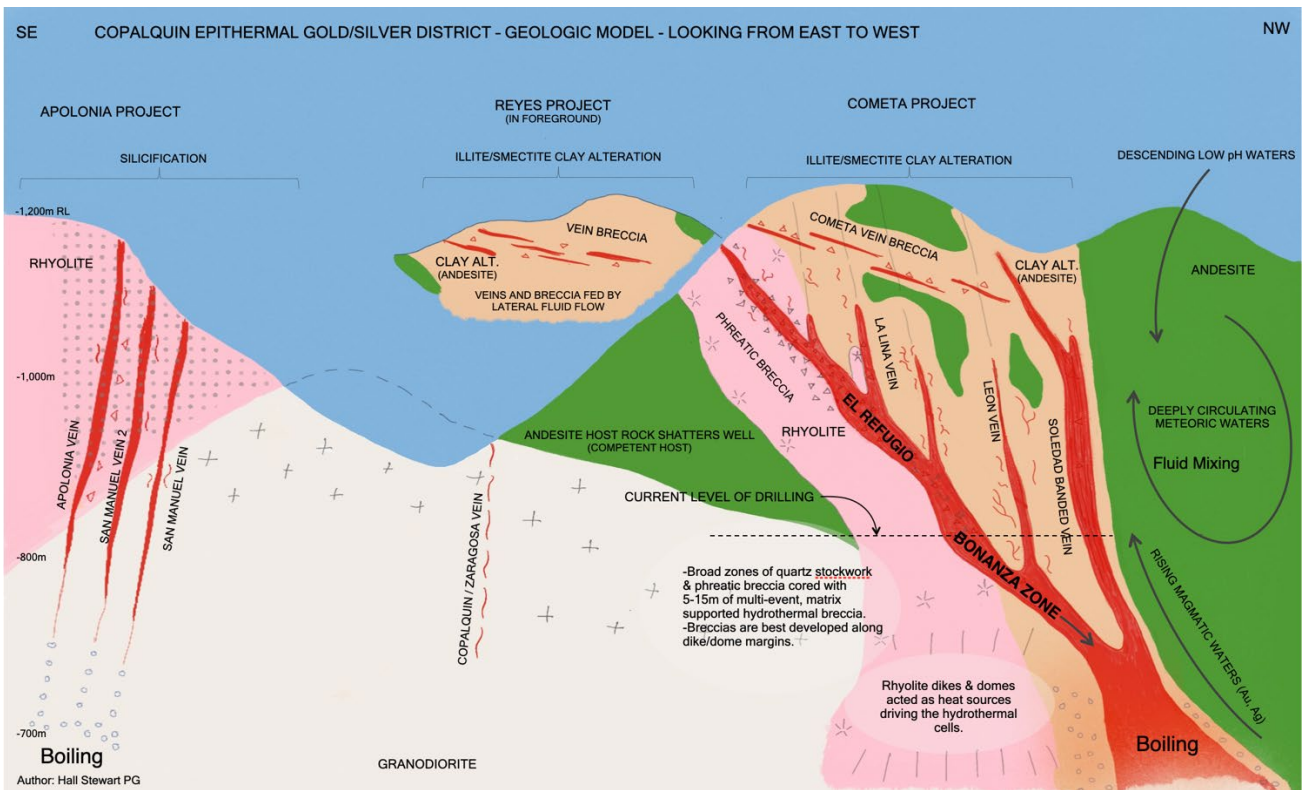 SE
COPALQUIN EPITHERMAL GOLD/SILVER DISTRICT - GEOLOGIC MODEL - LOOKING FROM EAST TO WEST
NW
APOLONIA PROJECT
REYES PROJECT
(IN FOREGROUND)
COMETA PROJECT
SILICIFICATION
ILLITE/SMECTITE CLAY ALTERATION
ILLITE/SMECTITE CLAY ALTERATION
DESCENDING LOW pH WATERS
-1,200m RL
RHYOLITE
VEIN BRECCIA
CLAY ALT.
(ANDESITE)
VEINS AND BRECCIA FED BY
LATERAL FLUID FLOW
COMETA VEIN BRECCIA
CLAY ALT.
(ANDESITE)
ANDESITE
-1,000m
PHREATIC BRECCIA
LA LINA VEIN
EL REFUGIO
RHYOLITE
LEON VEIN
SOLEDAD BANDED VEIN
DEEPLY CIRCULATING
METEORIC WATERS
Fluid Mixing
APOLONIA VEIN
SAN MANUEL VEIN 2
SAN MANUEL VEIN
ANDESITE HOST ROCK SHATTERS WELL
(COMPETENT HOST)
CURRENT LEVEL OF DRILLING
-800m
COPALQUIN / ZARAGOSA VEIN
-Broad zones of quartz stockwork
& phreatic breccia cored with
5-15m of multi-event, matrix
supported hydrothermal breccia.
-Breccias are best developed along
dike/dome margins.
BONANZA ZONE
RISING MAGMATIC WATERS (Au, Ag)
Rhyolite dikes & domes
acted as heat sources
driving the hydrothermal
cells.
-700m
Boiling
Boiling
GRANODIORITE
Author: Hall Stewart PG